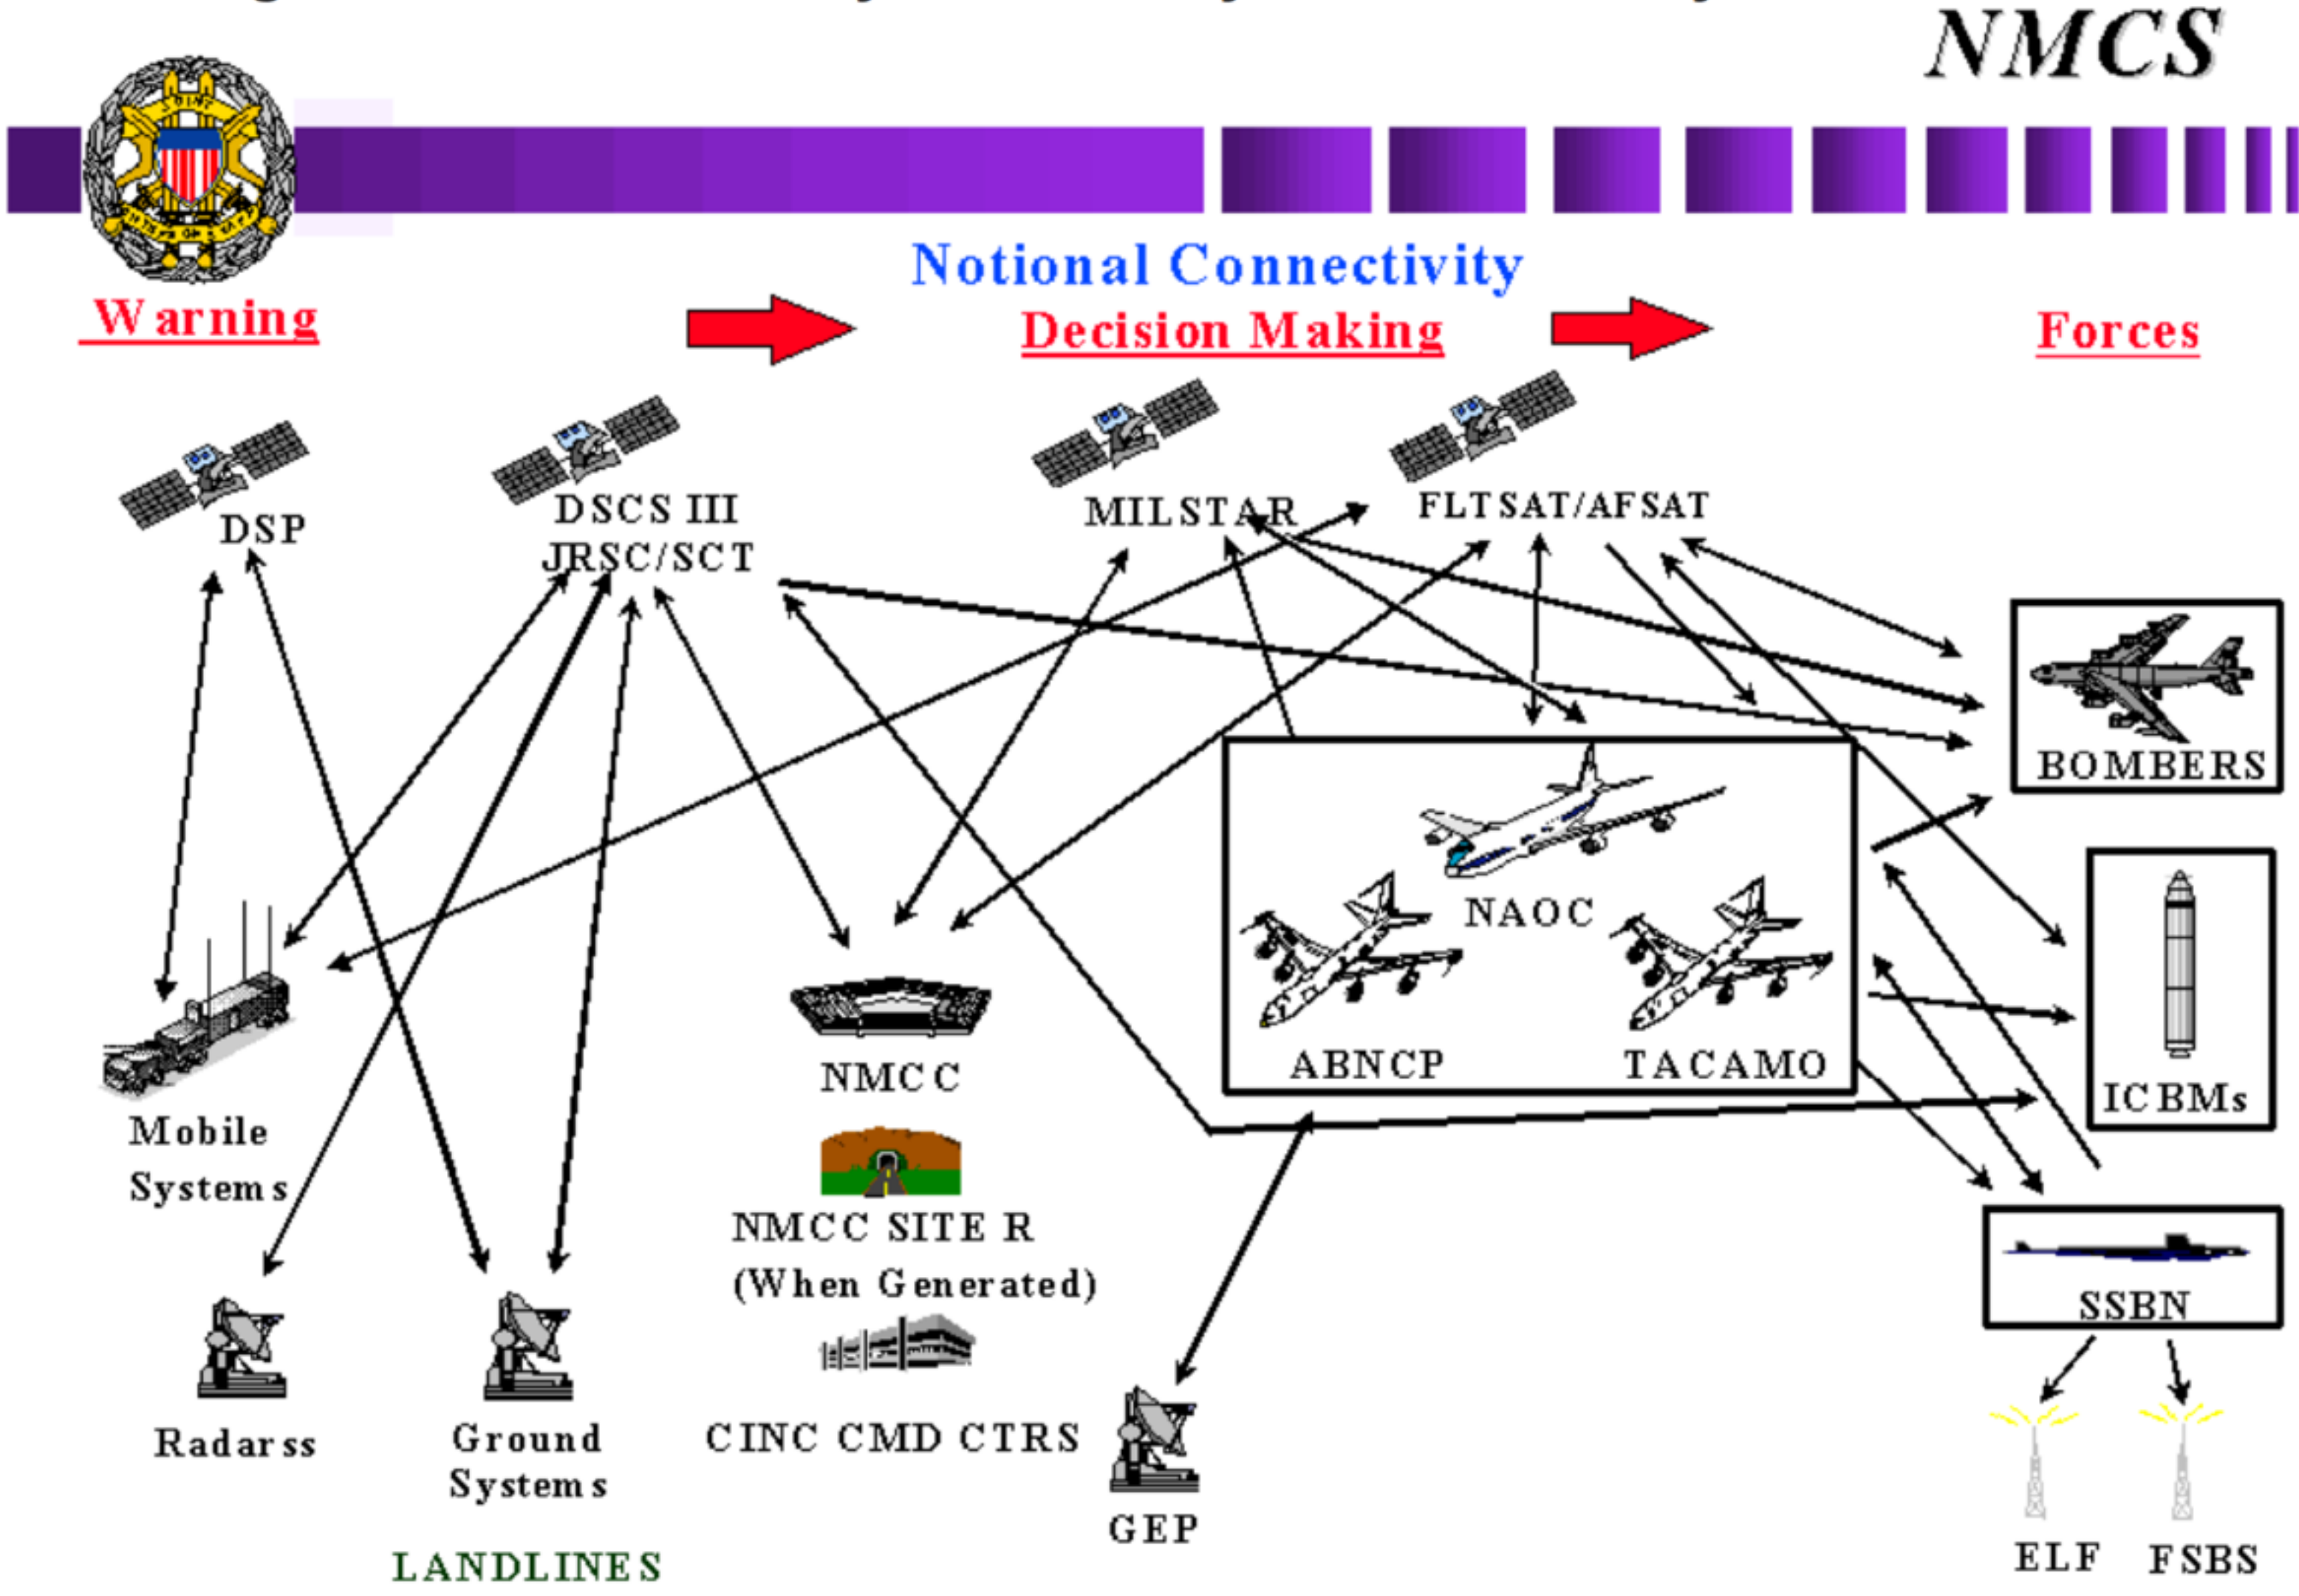 NMCS
Notional Connectivity
Warning
Decision Making
Forces
DSP
DSCS III
JRSC/SCT
MILSTAR
FLTSAT/AFSAT
BOMBERS
NAOC
ABNCP
TACAMO
ICBMs
NMCC
Mobile
Systems
NMCC SITE R
(When Generated)
SSBN
Radarss
Ground
Systems
CINC CMD CTRS
GEP
ELF
FSBS
LANDLINES